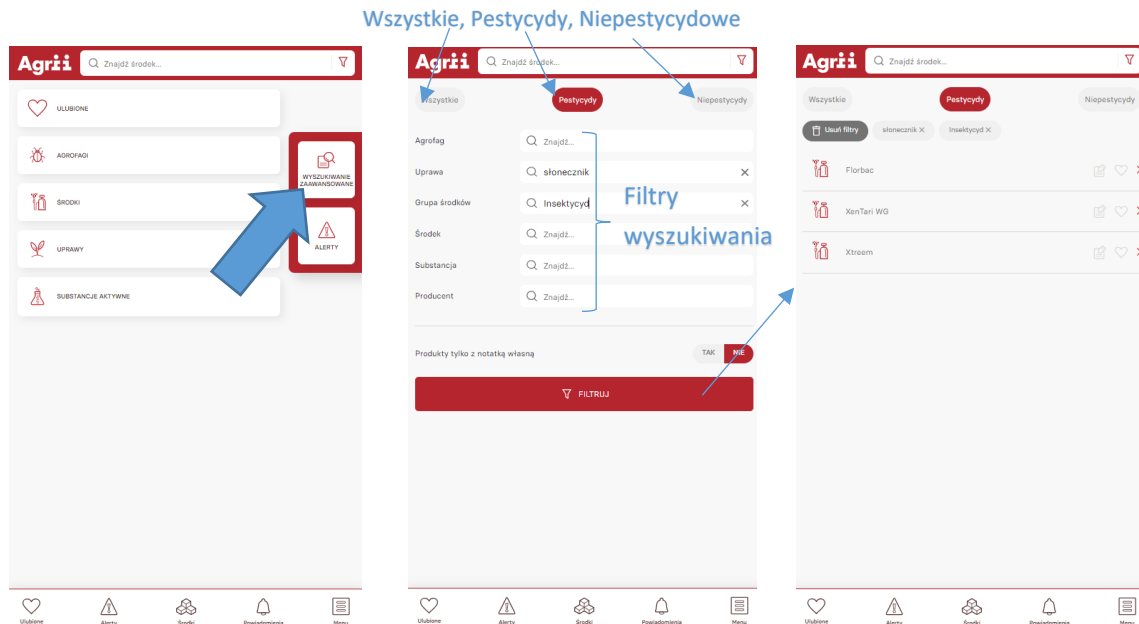 Wszystkie, Pestycydy, Niepestycydowe
Agrii
Znajdź środek...
ULUBIONE
AGROFAGI
ŚRODKI
UPRAWY
SUBSTANCJE AKTYWNE
WYSZUKIWANIE
ZAAWANSOWANE
ALERTY
Ulubione Alerty Środki Powiadomienia Menu
Agrii
Znajdź środek...
Wszystkie Pestycydy Niepestycydy
Agrofag Znajdź...
Uprawa słonecznik
Grupa środków Insektycyd
Środek Znajdź...
Substancja Znajdź...
Producent Znajdź...
Filtry
wyszukiwania
Produkty tylko z notatką własną TAK NIE
FILTRUJ
Ulubione Alerty Środki Powiadomienia Menu
Agrii
Znajdź środek...
Wszystkie Pestycydy Niepestycydy
Usuń filtry słonecznik Insektycyd
Florbac
XenTari WG
Xtreem
Ulubione Alerty Środki Powiadomienia Menu